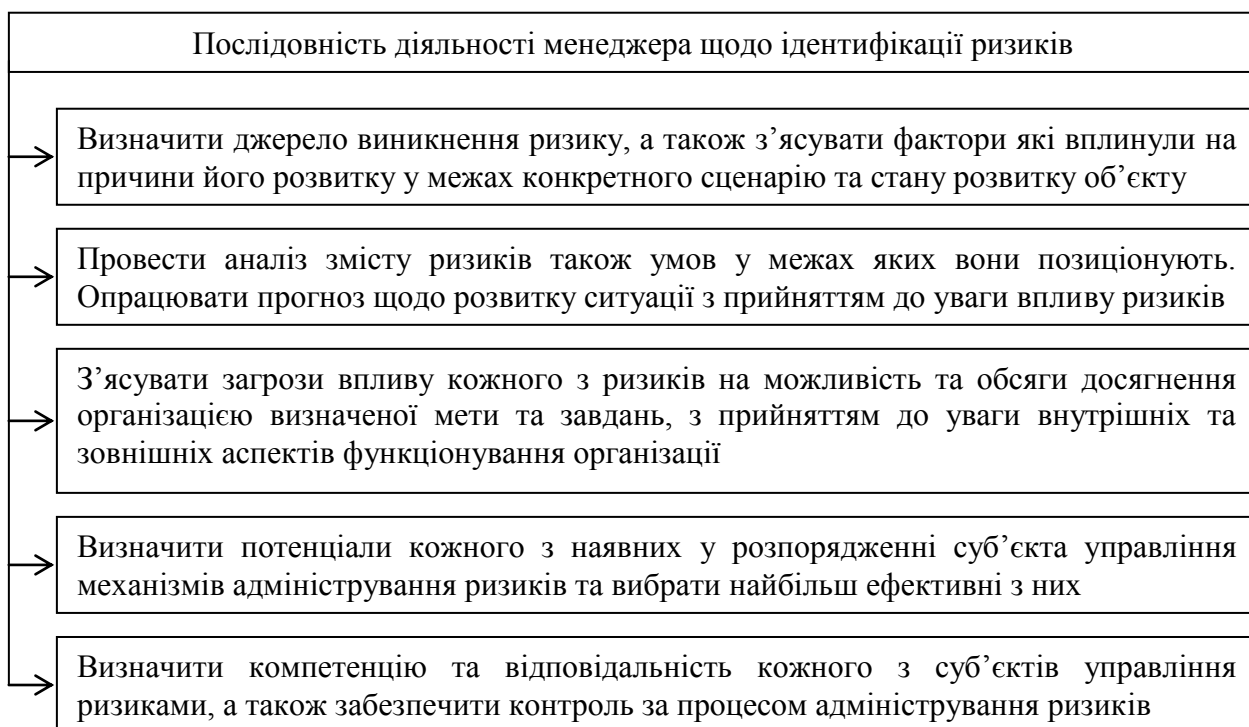 Послідовність діяльності менеджера щодо ідентифікації ризиків
Визначити джерело виникнення ризику, а також з’ясувати фактори які вплинули на
причини його розвитку у межах конкретного сценарію та стану розвитку об’єкту
Провести аналіз змісту ризиків також умов у межах яких вони позиціонують.
Опрацювати прогноз щодо розвитку ситуації з прийняттям до уваги впливу ризиків
З’ясувати загрози впливу кожного з ризиків на можливість та обсяги досягнення
організацією визначеної мети та завдань, з прийняттям до уваги внутрішніх та
зовнішніх аспектів функціонування організації
Визначити потенціали кожного з наявних у розпорядженні суб’єкта управління
механізмів адміністрування ризиків та вибрати найбільш ефективні з них
Визначити компетенцію та відповідальність кожного з суб’єктів управління
ризиками, а також забезпечити контроль за процесом адміністрування ризиків